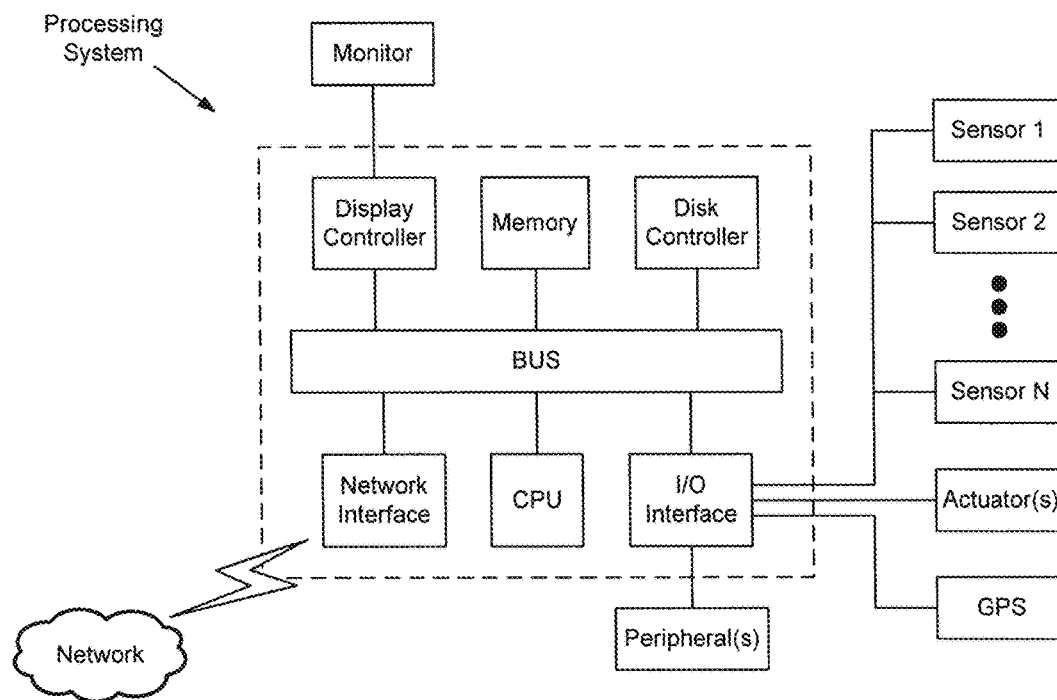 Processing
System
Monitor
Sensor 1
Display
Controller
Memory
Disk
Controller
Sensor 2
BUS
Sensor N
Network
Interface
CPU
I/O
Interface
Actuator(s)
GPS
Peripheral(s)
Network